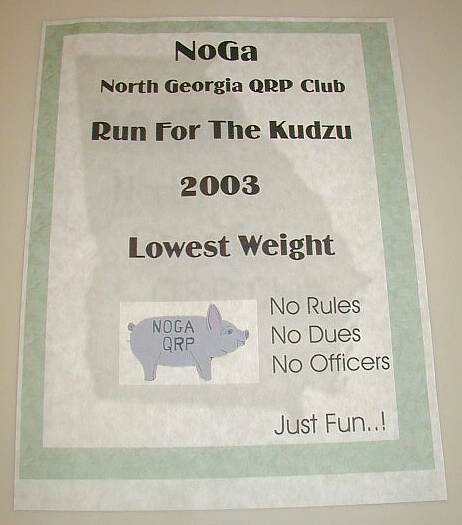 NoGa
North Georgia QRP Club
Run For The Kudzu
2003
Lowest Weight
NOGA
QRP
No Rules
No Dues
No Officers
Just Fun..!